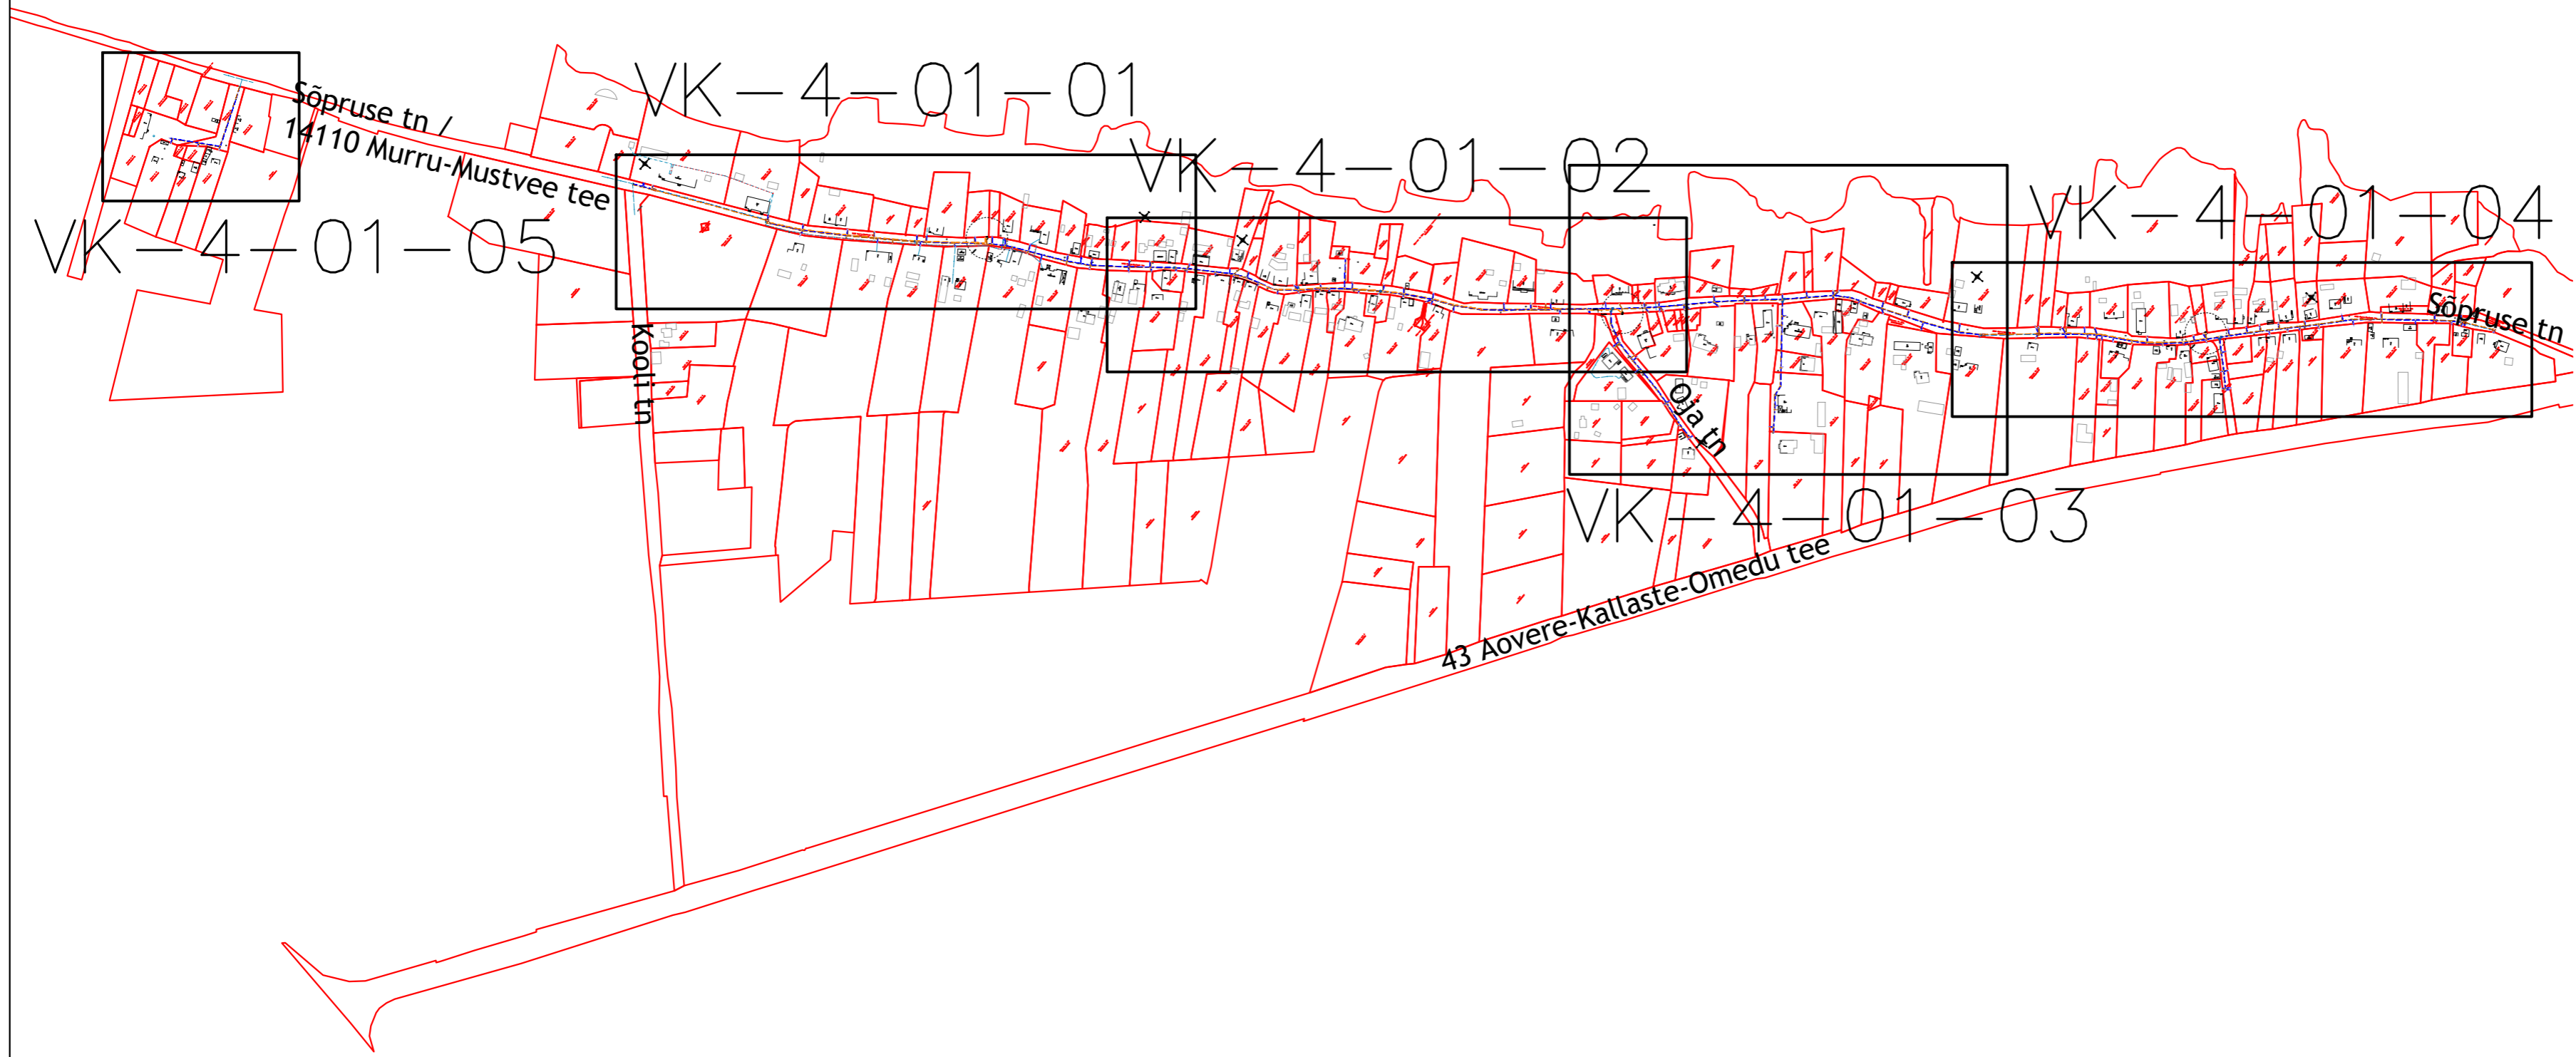 VK-4-01-01
Sõpruse tn /
14110 Murru-Mustvee tee
VK-4-01-02
VK-4-01-05
VK-4-01-04
Sõpruse tn
Kooli tn
Oja tn
VK-4-01-03
43 Aovere-Kallaste-Omedu tee